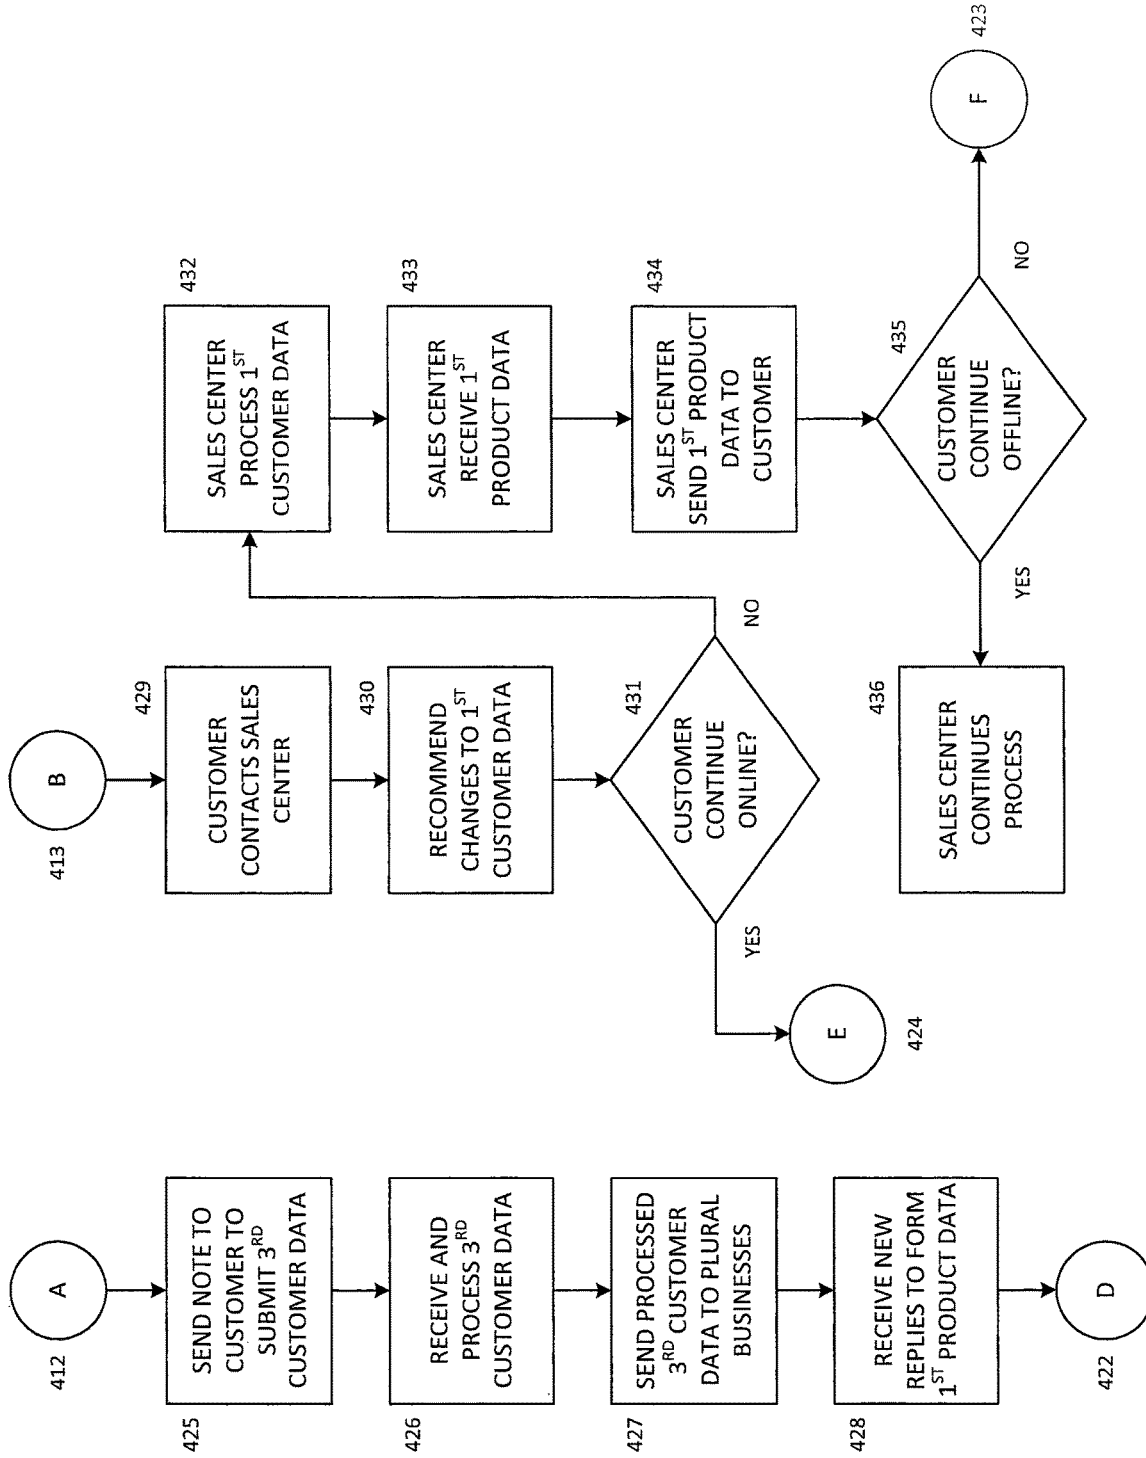 412
A
425
SEND NOTE TO
CUSTOMER TO
SUBMIT 3RD
CUSTOMER DATA
426
RECEIVE AND
PROCESS 3RD
CUSTOMER DATA
427
SEND PROCESSED
3RD CUSTOMER
DATA TO PLURAL
BUSINESSES
428
RECEIVE NEW
REPLIES TO FORM
1ST PRODUCT DATA
422
D
413
B
429
CUSTOMER
CONTACTS SALES
CENTER
430
RECOMMEND
CHANGES TO 1ST
CUSTOMER DATA
431
CUSTOMER
CONTINUE
ONLINE?
YES
NO
E
424
432
SALES CENTER
PROCESS 1ST
CUSTOMER DATA
433
SALES CENTER
RECEIVE 1ST
PRODUCT DATA
434
SALES CENTER
SEND 1ST PRODUCT
DATA TO
CUSTOMER
435
CUSTOMER
CONTINUE
OFFLINE?
YES
NO
436
SALES CENTER
CONTINUES
PROCESS
F
423